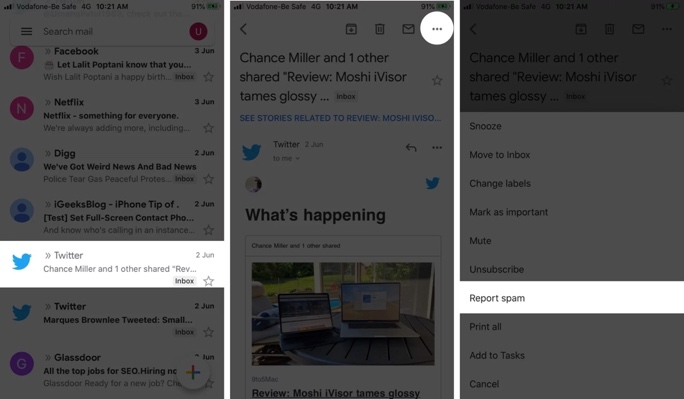 Vodafone-Be Safe 4G 10:21 AM 91%
Search mail
U
F
Facebook
3 Jun
Let Lalit Poptani know that you...
Wish Lalit Poptani a happy birth... Inbox
N
Netflix
3 Jun
Netflix - something for everyone.
We're always adding more, including...
Digg
2 Jun
We've Got Weird News And Bad News
Police Tear Gas Peaceful Protes... Inbox
iGeeksBlog - iPhone Tip of .
2 Jun
[Test] Set Full-Screen Contact Pho...
And know who's calling in an instance...
Twitter
2 Jun
Chance Miller and 1 other shared "Rev...
Inbox
Twitter
2 Jun
Marques Brownlee Tweeted: Small...
Inbox
G
Glassdoor
2 Jun
All the top jobs for SEO.Hiring no
Glassdoor Ready for a new job? Che
Vodafone-Be Safe 4G 10:21 AM 91%
Chance Miller and 1 other
shared "Review: Moshi iVisor
tames glossy ... Inbox
SEE STORIES RELATED TO REVIEW: MOSHI IVISO...
Twitter 2 Jun
to me
What's happening
Chance Miller and 1 other shared
9to5Mac
Review: Moshi iVisor tames glossy
Vodafone-Be Safe 4G 10:21 AM 91%
Chance Miller and 1 other
shared "Review: Moshi iVisor
tames glossy ... Inbox
Snooze
Move to Inbox
Change labels
Mark as important
Mute
Unsubscribe
Report spam
Print all
Add to Tasks
Cancel